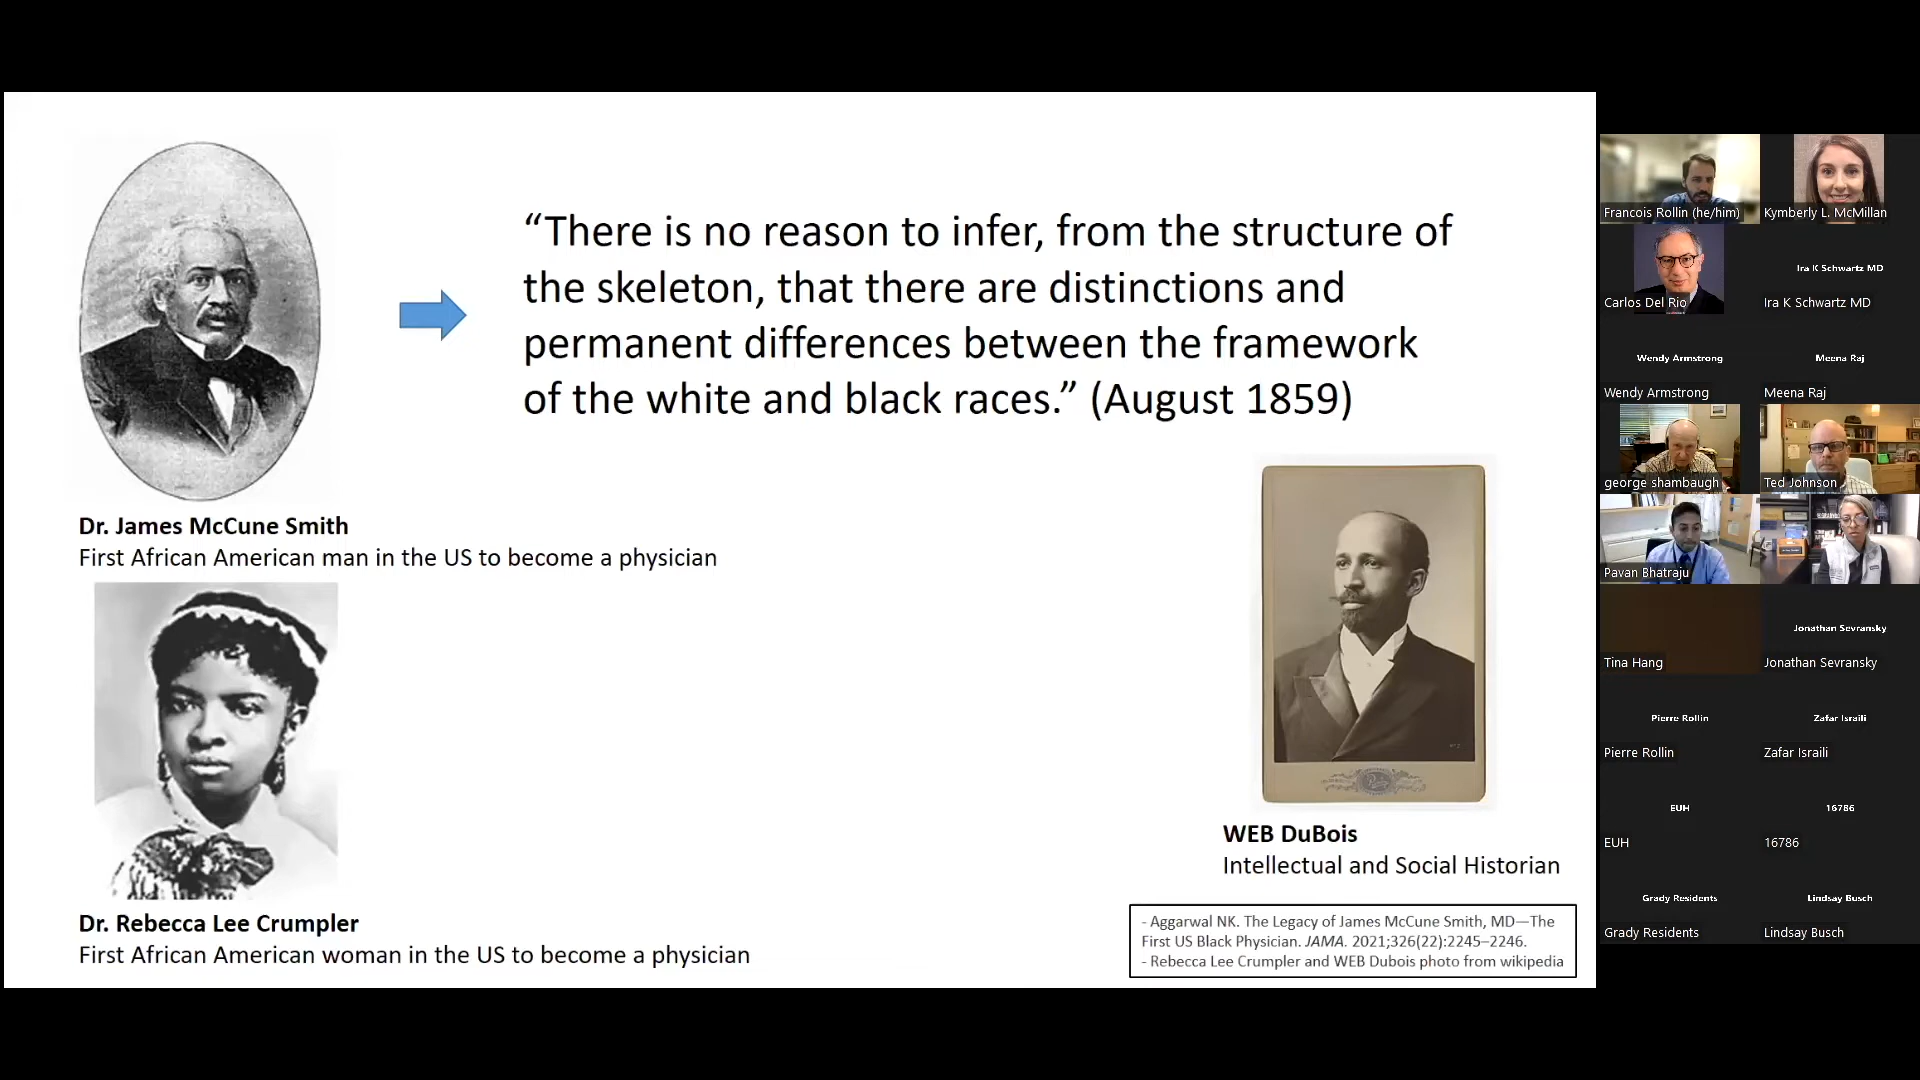 “There is no reason to infer, from the structure of
the skeleton, that there are distinctions and
permanent differences between the framework
of the white and black races.” (August 1859)
Dr. James McCune Smith
First African American man in the US to become a physician
Dr. Rebecca Lee Crumpler
First African American woman in the US to become a physician
WEB DuBois
Intellectual and Social Historian
- Aggarwal NK. The Legacy of James McCune Smith, MD—The
First US Black Physician. JAMA. 2021;326(22):2245–2246.
- Rebecca Lee Crumpler and WEB Dubois photo from wikipedia
Francois Rollin (he/him)
Kymberly L. McMillan
Carlos Del Rio
Ira K Schwartz MD
Ira K Schwartz MD
Wendy Armstrong
Meena Raj
Wendy Armstrong
Meena Raj
george shambaugh
Ted Johnson
Pavan Bhatraju
Jonathan Sevransky
Tina Hang
Jonathan Sevransky
Pierre Rollin
Zafar Israili
Pierre Rollin
Zafar Israili
EUH
16786
EUH
16786
Grady Residents
Lindsay Busch
Grady Residents
Lindsay Busch